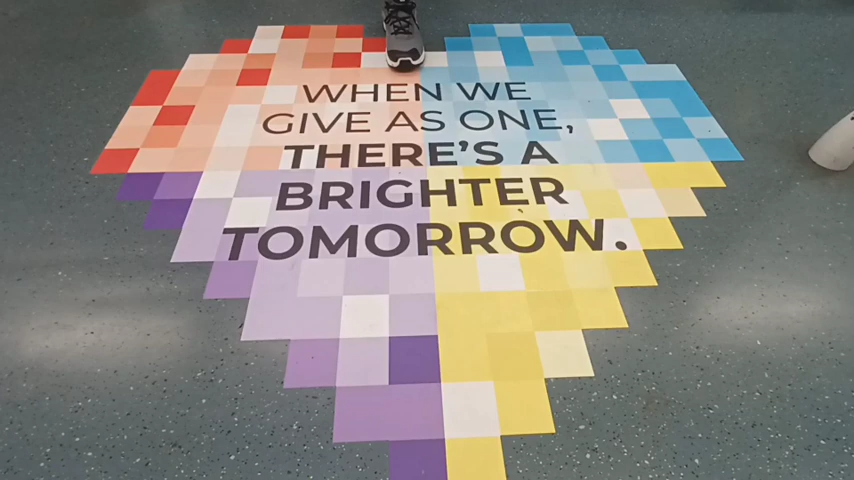 WHEN WE
GIVE AS ONE,
THERE'S A
BRIGHTER
TOMORROW.